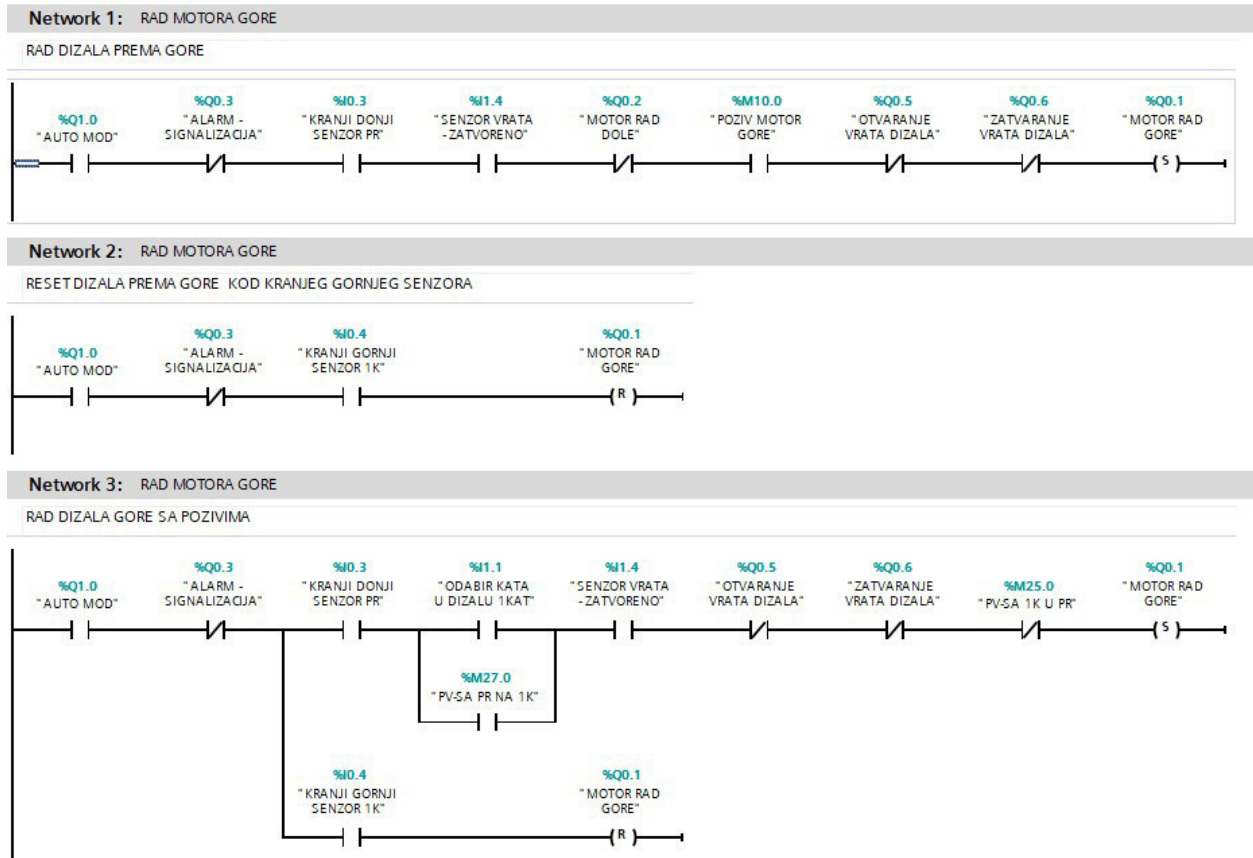 Network 1: RAD MOTORA GORE
RAD DIZALA PREMA GORE
%Q1.0
"AUTO MOD"
%Q0.3
"ALARM -
SIGNALIZACIJA"
%I0.3
"KRANJI DONJI
SENZOR PR"
%I1.4
"SENZOR VRATA
-ZATVORENO"
%Q0.2
"MOTOR RAD
DOLE"
%M10.0
"POZIV MOTOR
GORE"
%Q0.5
"OTVARANJE
VRATA DIZALA"
%Q0.6
"ZATVARANJE
VRATA DIZALA"
%Q0.1
"MOTOR RAD
GORE"
S
Network 2: RAD MOTORA GORE
RESET DIZALA PREMA GORE KOD KRANJEG GORNJEG SENZORA
%Q1.0
"AUTO MOD"
%Q0.3
"ALARM -
SIGNALIZACIJA"
%I0.4
"KRANJI GORNJI
SENZOR 1K"
%Q0.1
"MOTOR RAD
GORE"
R
Network 3: RAD MOTORA GORE
RAD DIZALA GORE SA POZIVIMA
%Q1.0
"AUTO MOD"
%Q0.3
"ALARM -
SIGNALIZACIJA"
%I0.3
"KRANJI DONJI
SENZOR PR"
%I1.1
"ODABIR KATA
U DIZALU 1KAT"
%I1.4
"SENZOR VRATA
-ZATVORENO"
%Q0.5
"OTVARANJE
VRATA DIZALA"
%Q0.6
"ZATVARANJE
VRATA DIZALA"
%M25.0
"PV-SA 1K U PR"
%Q0.1
"MOTOR RAD
GORE"
S
%M27.0
"PV-SA PR NA 1K"
%I0.4
"KRANJI GORNJI
SENZOR 1K"
%Q0.1
"MOTOR RAD
GORE"
R